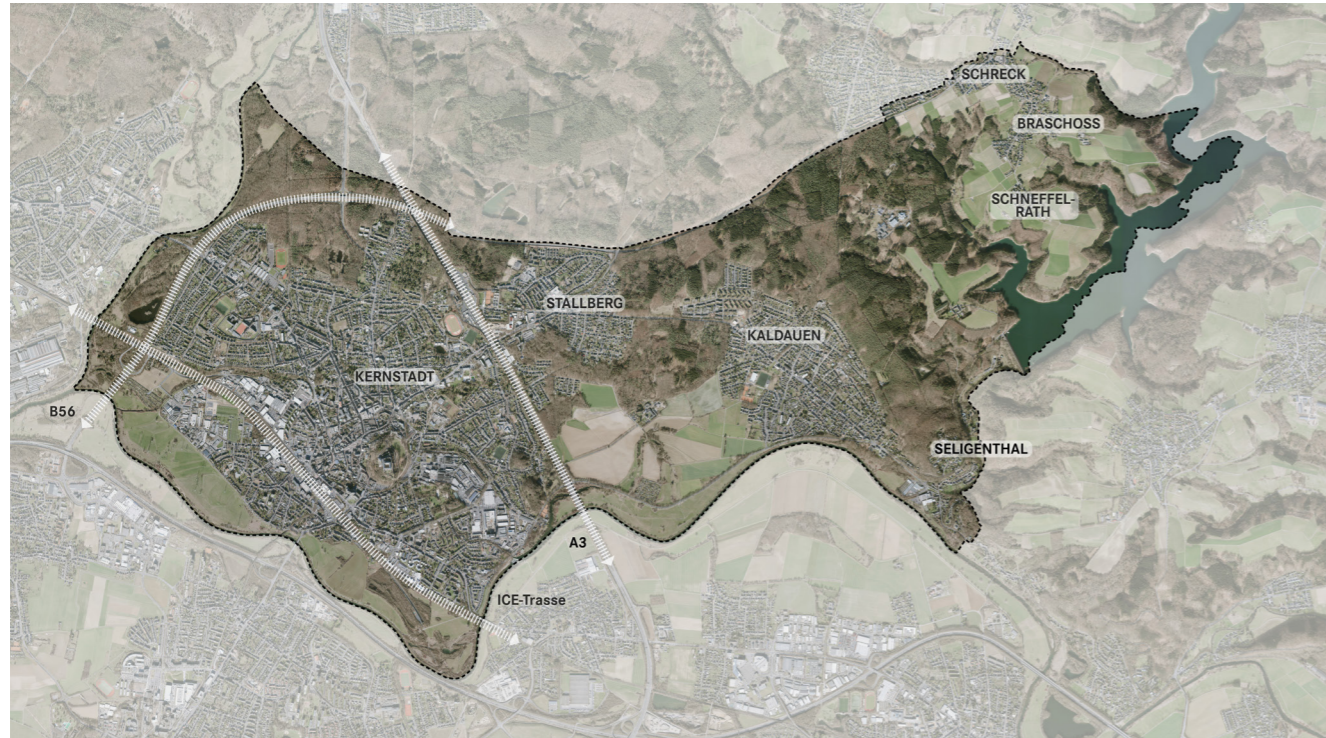 SCHRECK
BRASCHOSS
SCHNEFFEL-
RATH
STALLBERG
KALDAUEN
KERNSTADT
B56
SELIGENTHAL
A3
ICE-Trasse